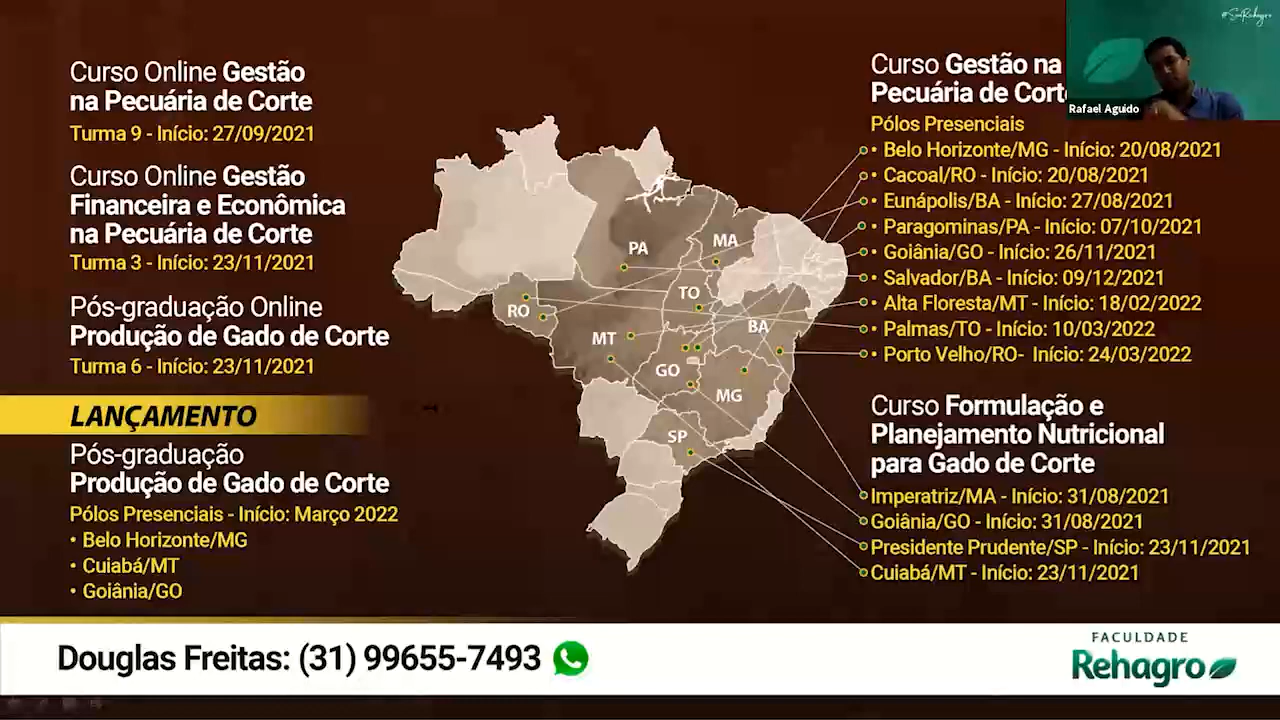 Curso Online Gestão
na Pecuária de Corte
Turma 9 - Início: 27/09/2021
Curso Online Gestão
Financeira e Econômica
na Pecuária de Corte
Turma 3 - Início: 23/11/2021
Pós-graduação Online
Produção de Gado de Corte
Turma 6 - Início: 23/11/2021
LANÇAMENTO
Pós-graduação
Produção de Gado de Corte
Pólos Presenciais - Início: Março 2022
• Belo Horizonte/MG
• Cuiabá/MT
• Goiânia/GO
PA
MA
TO
RO
BA
MT
GO
MG
SP
#SouRehagro
Rafael Aguido
Curso Gestão na
Pecuária de Corte
Pólos Presenciais
• Belo Horizonte/MG - Início: 20/08/2021
• Cacoal/RO - Início: 20/08/2021
• Eunápolis/BA - Início: 27/08/2021
• Paragominas/PA - Início: 07/10/2021
• Goiânia/GO - Início: 26/11/2021
• Salvador/BA - Início: 09/12/2021
• Alta Floresta/MT - Início: 18/02/2022
• Palmas/TO - Início: 10/03/2022
• Porto Velho/RO- Início: 24/03/2022
Curso Formulação e
Planejamento Nutricional
para Gado de Corte
Imperatriz/MA - Início: 31/08/2021
Goiânia/GO - Início: 31/08/2021
Presidente Prudente/SP - Início: 23/11/2021
Cuiabá/MT - Início: 23/11/2021
Douglas Freitas: (31) 99655-7493
FACULDADE
Rehagro